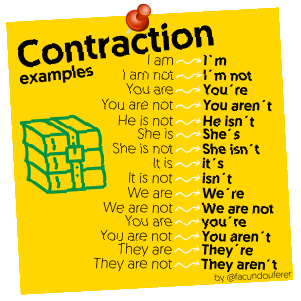 Contraction
examples
I am → I´m
I am not → I´m not
You are → You´re
You are not → You aren´t
He is not → He isn´t
She is → She´s
She is not → She isn´t
It is → it´s
It is not → isn´t
We are → We´re
We are not → We are not
You are → you´re
You are not → You aren´t
They are → They´re
They are not → They aren´t
by @facundouferer